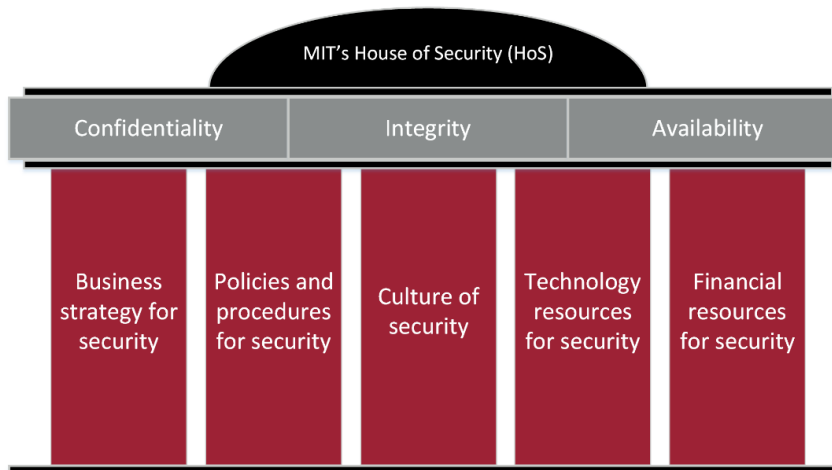 MIT’s House of Security (HoS)
Confidentiality
Integrity
Availability
Business
strategy for
security
Policies and
procedures
for security
Culture of
security
Technology
resources
for security
Financial
resources
for security